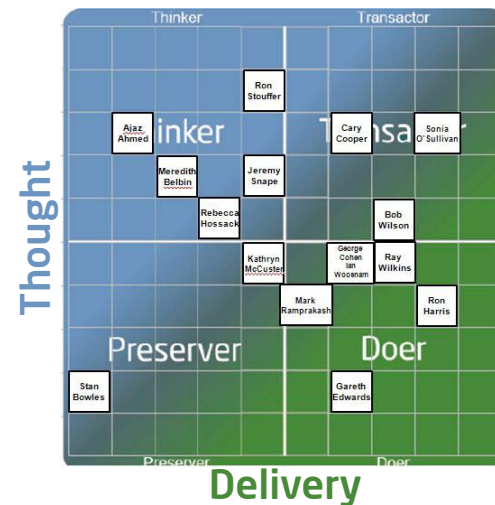 Thinker Transactor
Ron
Stouffer
Ajaz
Ahmed
Thinker
Cary
Cooper
Transactor
Sonia
O'Sullivan
Meredith
Belbin
Jeremy
Snape
Rebecca
Hossack
Bob
Wilson
Thought
Kathryn
McCuster
George
Cohen
Ian
Woosnam
Ray
Wilkins
Mark
Ramprakash
Ron
Harris
Preserver
Doer
Stan
Bowles
Gareth
Edwards
Preserver Doer
Delivery